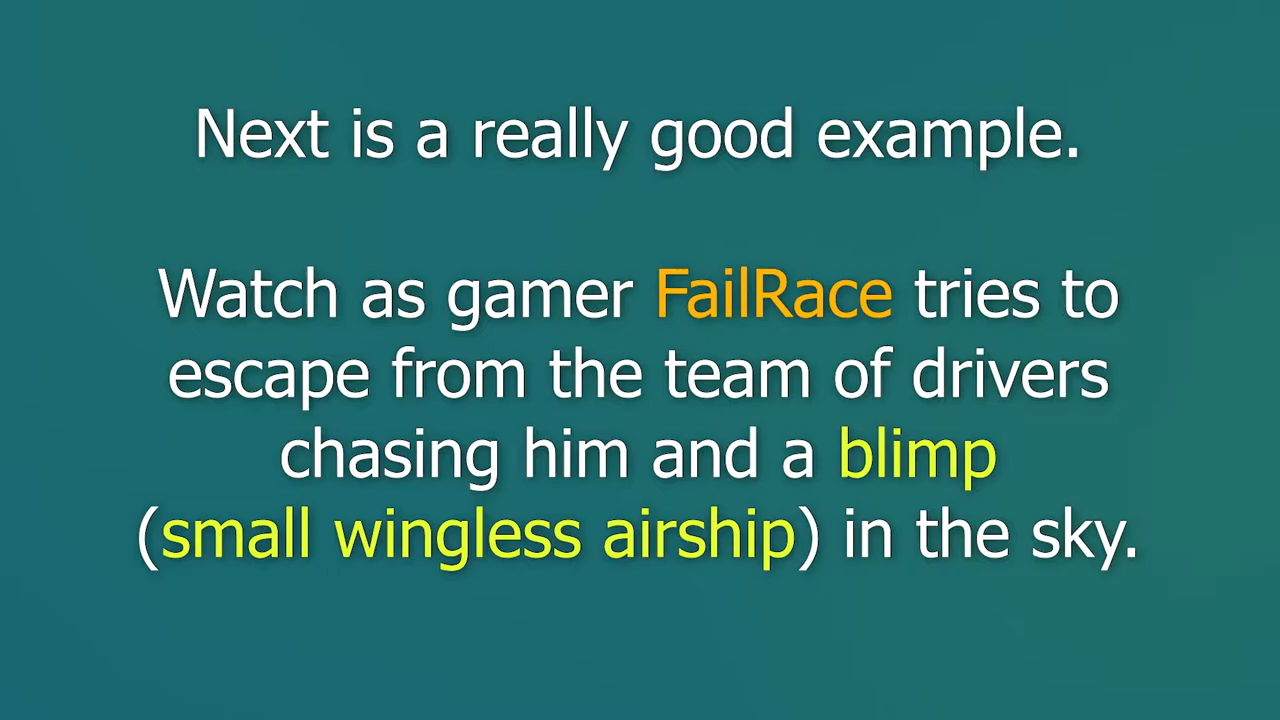 Next is a really good example.
Watch as gamer FailRace tries to
escape from the team of drivers
chasing him and a blimp
(small wingless airship) in the sky.